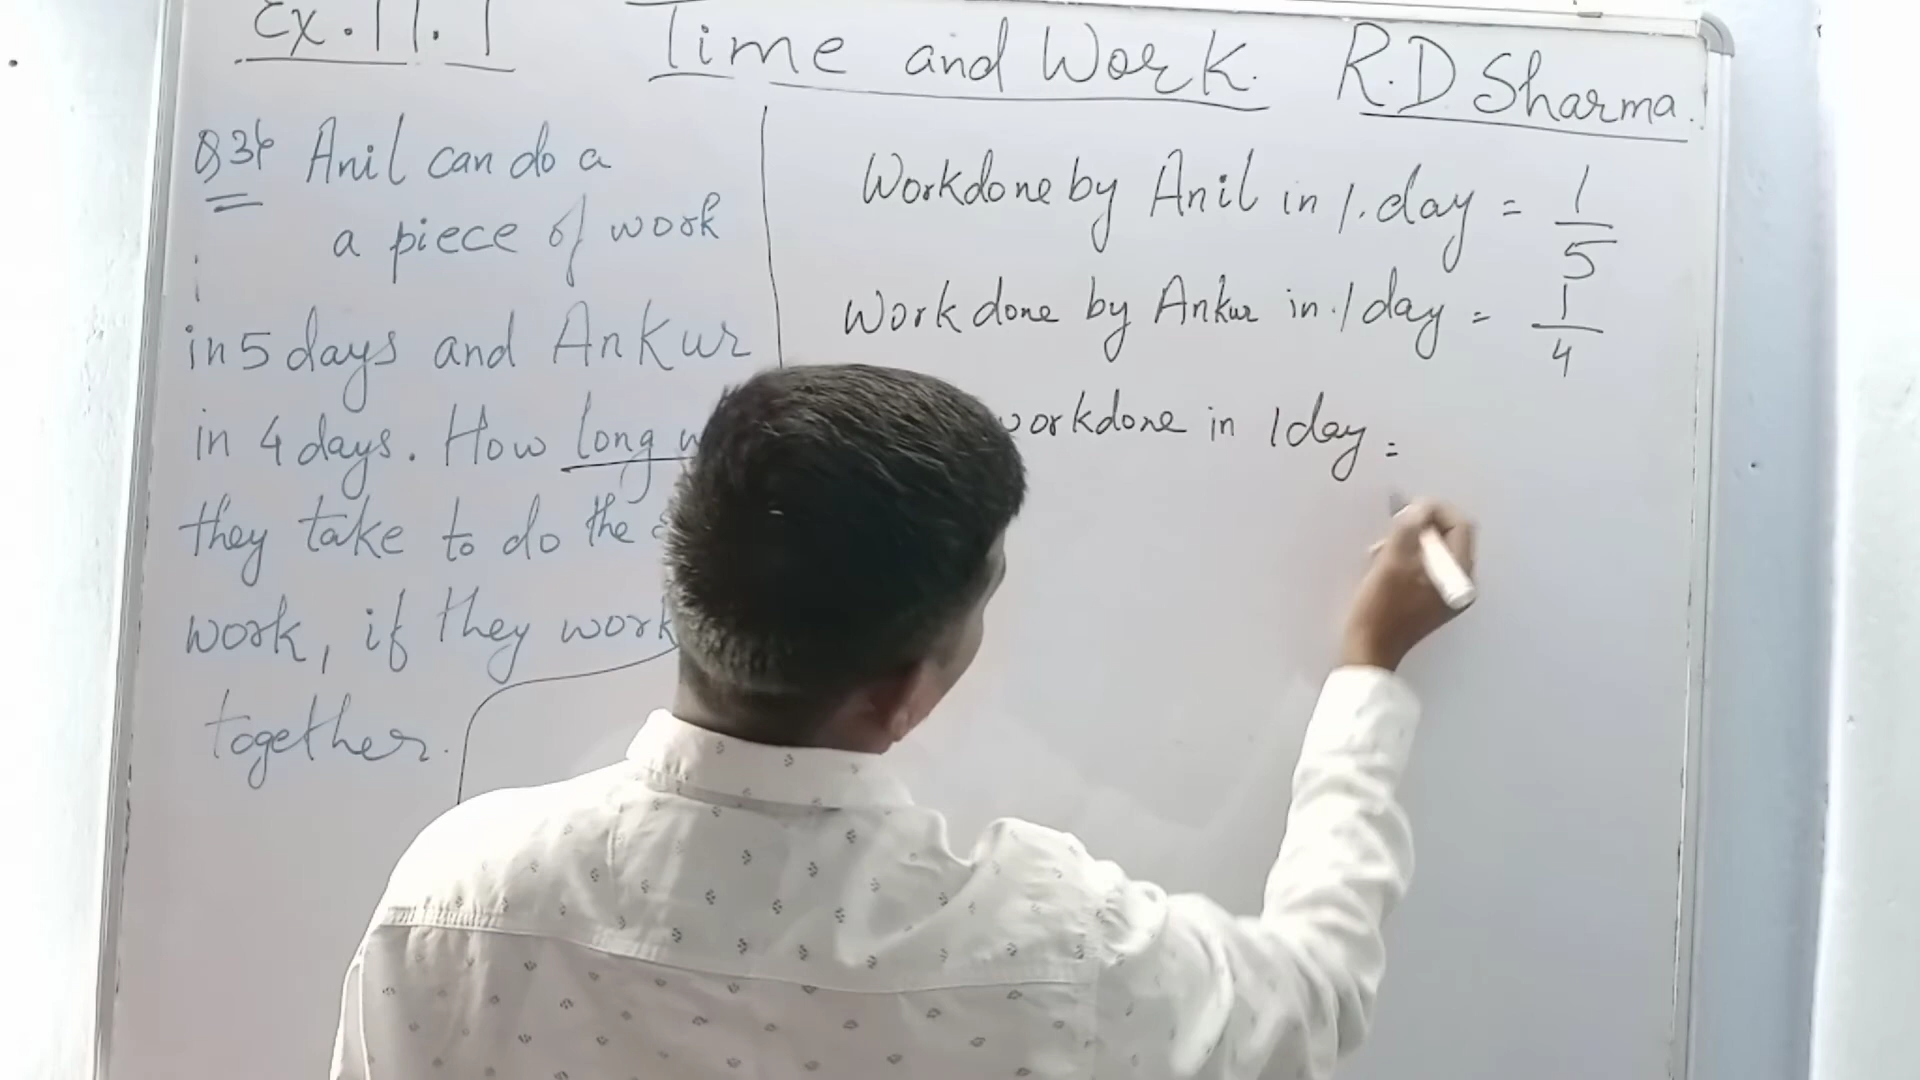 Ex. 11.1 Time and Work. R.D Sharma.
Q3 Anil can do a
a piece of work
in 5 days and Ankur
in 4 days. How long
they take to do the
work, if they work
together.
Workdone by Anil in 1 day = 1/5
Work done by Ankur in 1 day = 1/4
workdone in 1 day =